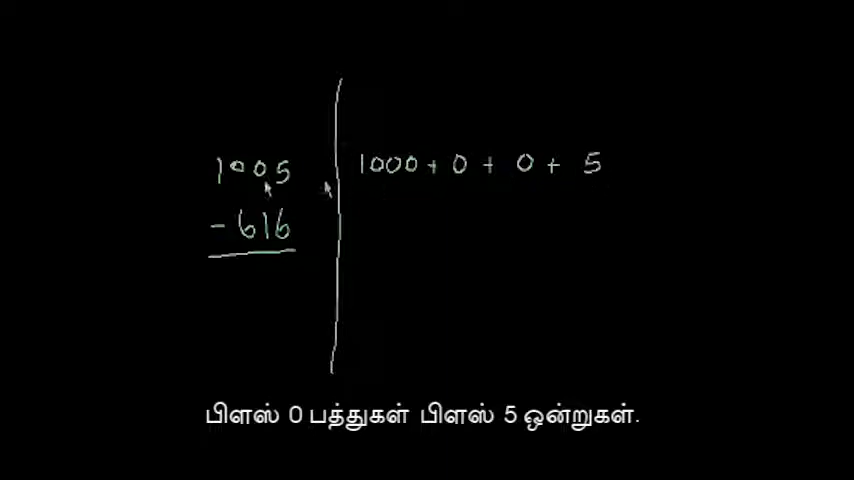 1005
- 616
1000 + 0 + 0 + 5
பிளஸ் 0 பத்துகள் பிளஸ் 5 ஒன்றுகள்.